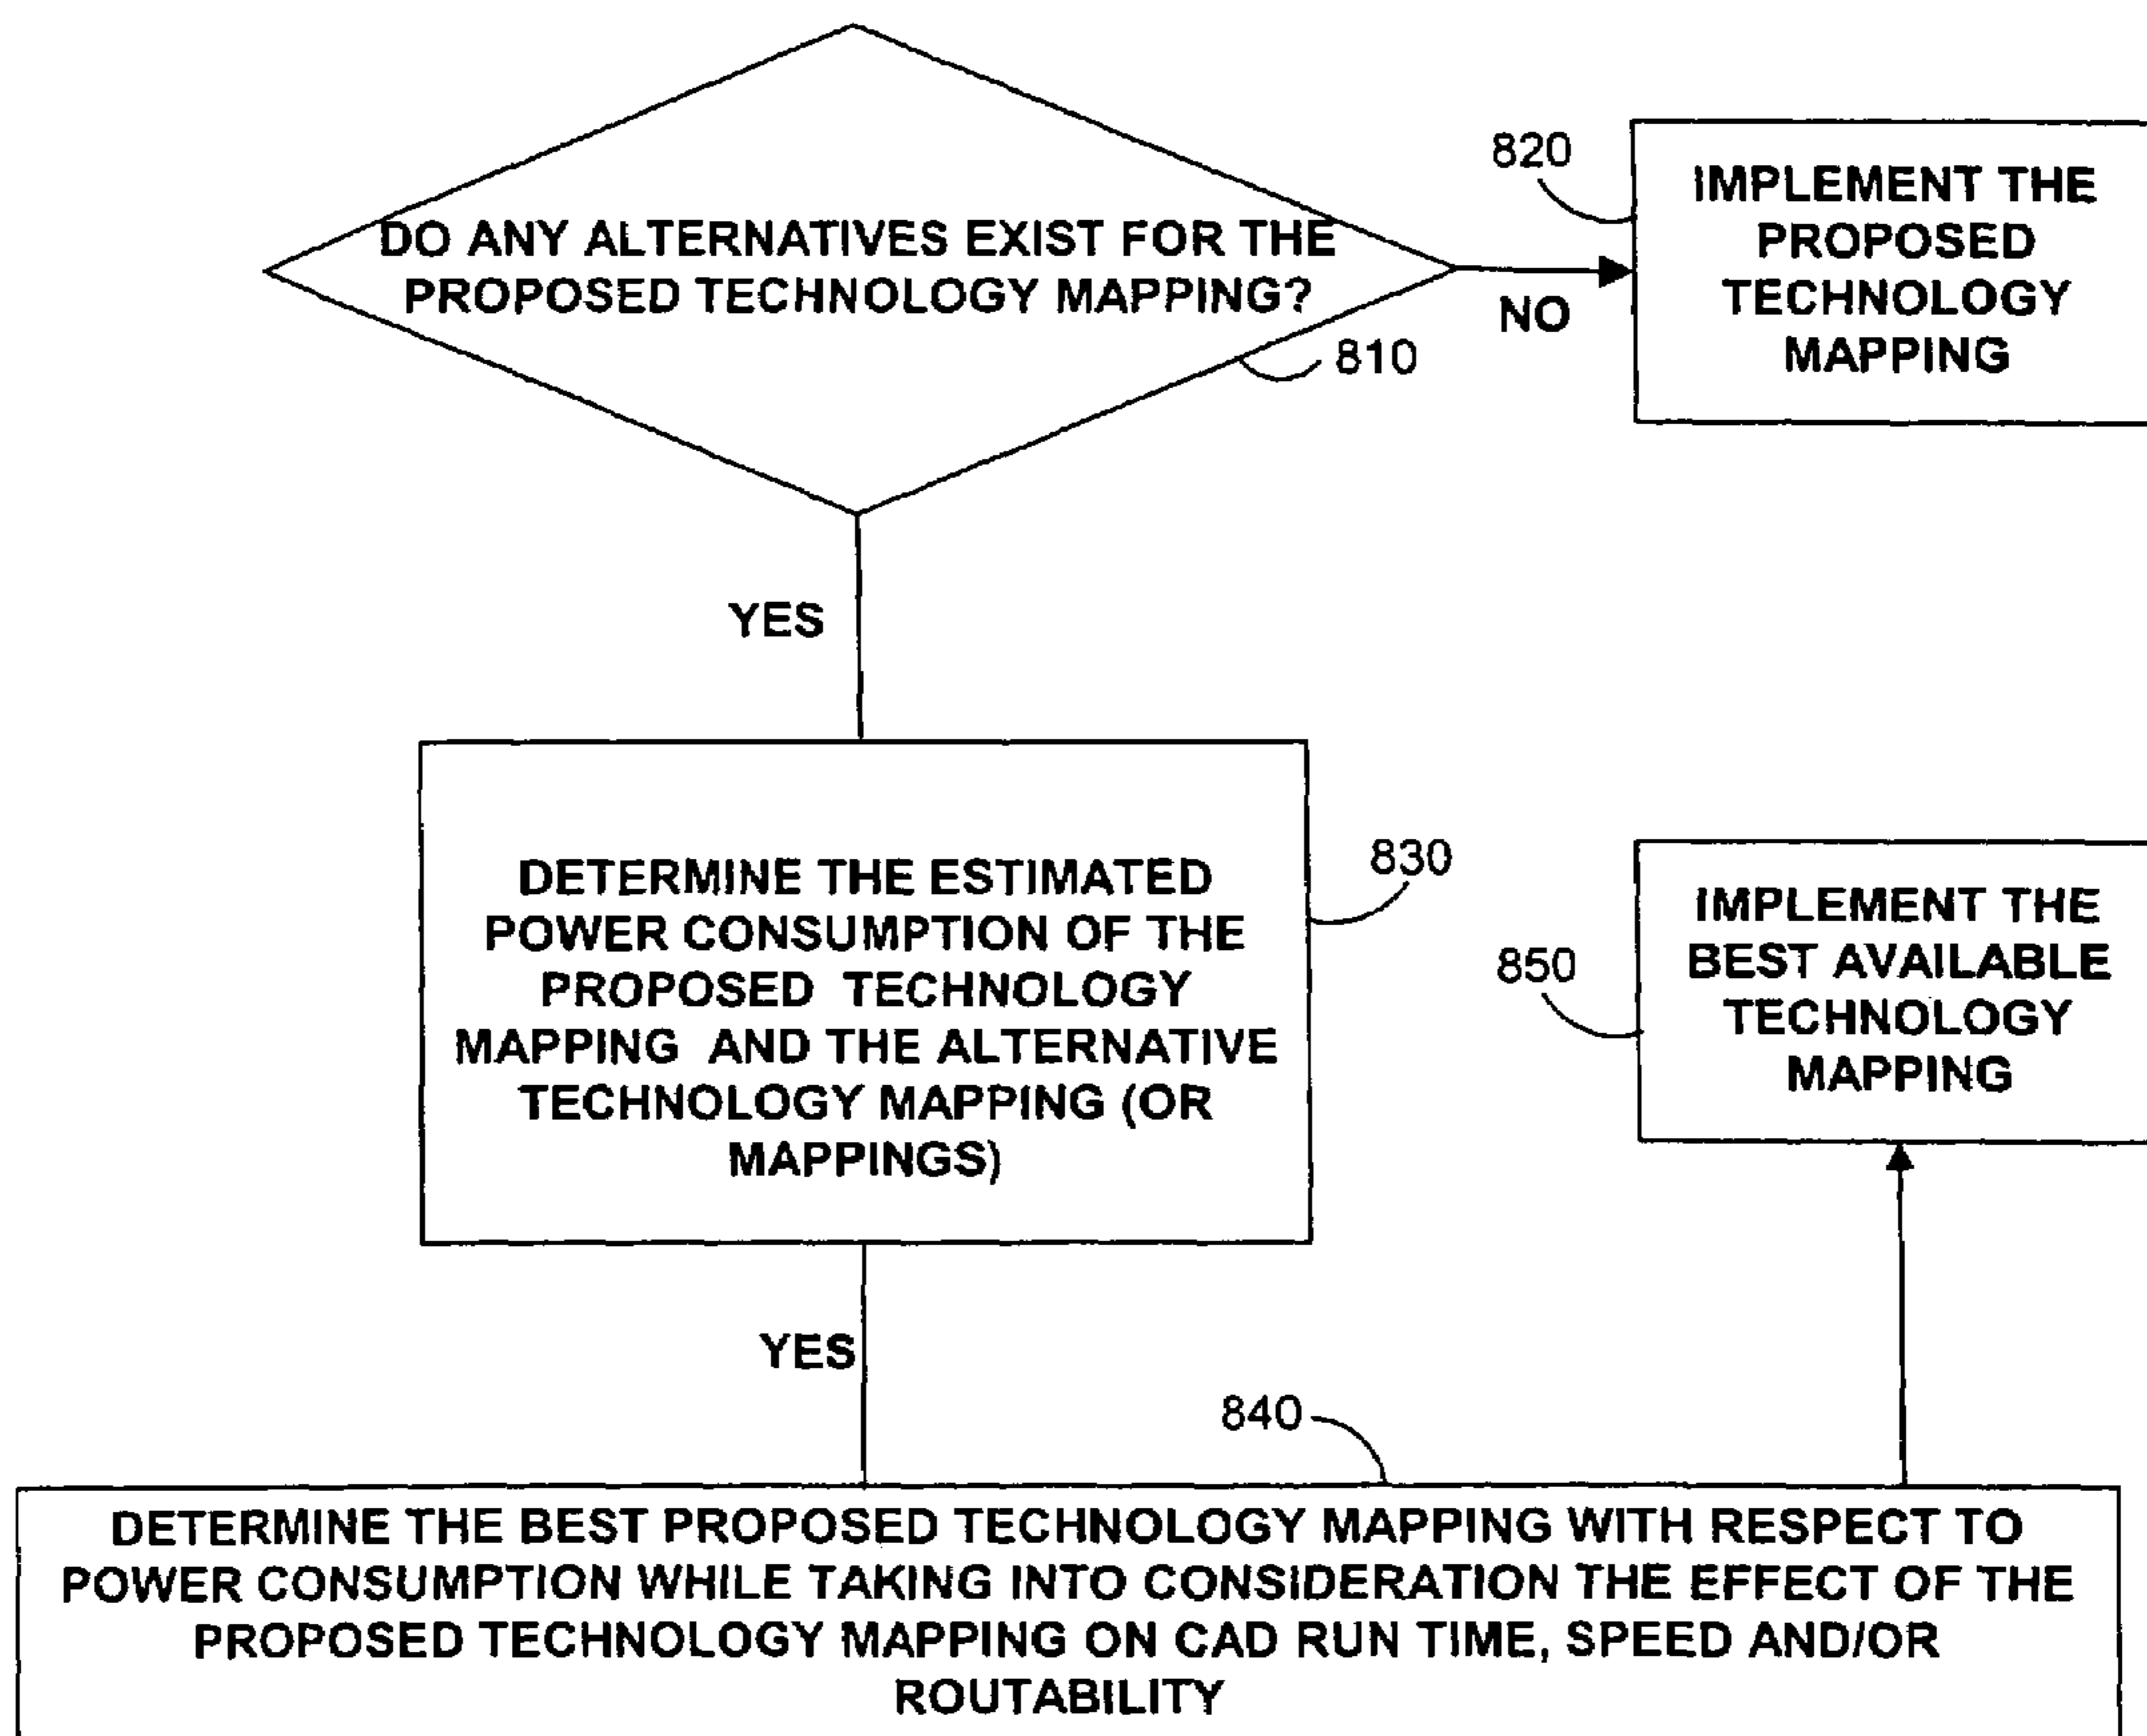 DO ANY ALTERNATIVES EXIST FOR THE
PROPOSED TECHNOLOGY MAPPING?
810
NO
820
IMPLEMENT THE
PROPOSED
TECHNOLOGY
MAPPING
YES
DETERMINE THE ESTIMATED
POWER CONSUMPTION OF THE
PROPOSED TECHNOLOGY
MAPPING AND THE ALTERNATIVE
TECHNOLOGY MAPPING (OR
MAPPINGS)
830
850
IMPLEMENT THE
BEST AVAILABLE
TECHNOLOGY
MAPPING
YES
840
DETERMINE THE BEST PROPOSED TECHNOLOGY MAPPING WITH RESPECT TO
POWER CONSUMPTION WHILE TAKING INTO CONSIDERATION THE EFFECT OF THE
PROPOSED TECHNOLOGY MAPPING ON CAD RUN TIME, SPEED AND/OR
ROUTABILITY